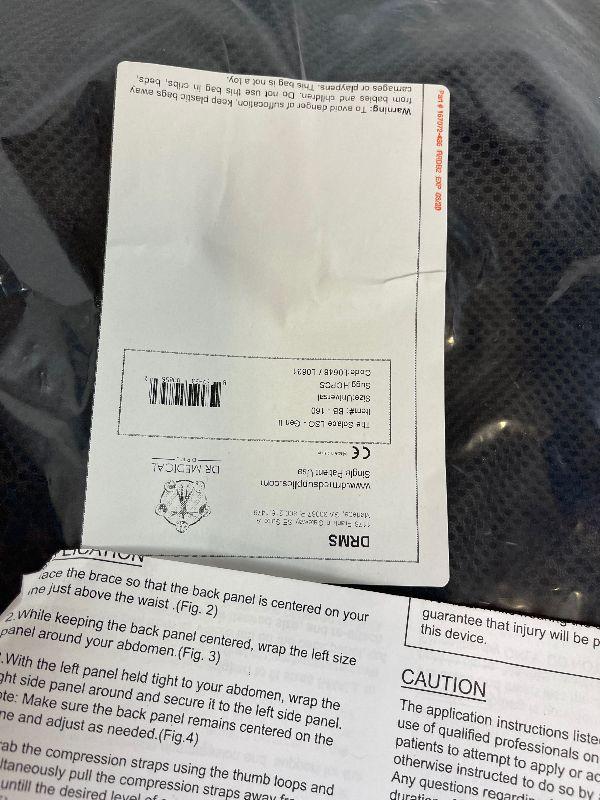 DRMS
www.drmedsupplies.com
Single Patient Use
DR MEDICAL
CE
The Solace LSO - Gen II
Item#: BB - 160
Size:Universal
Sugg HCPCS
Code:L0648 / L0631
Warning: To avoid danger of suffocation, Keep plastic bags away
from babies and children. Do not use this bag in cribs, beds,
carriages or playpens. This bag is not a toy.
ace the brace so that the back panel is centered on your
ne just above the waist .(Fig. 2)
2.While keeping the back panel centered, wrap the left size
panel around your abdomen.(Fig. 3)
.With the left panel held tight to your abdomen, wrap the
ght side panel around and secure it to the left side panel.
ote: Make sure the back panel remains centered on the
ne and adjust as needed.(Fig.4)
ab the compression straps using the thumb loops and
ltaneously pull the compression straps away
untill the desired level
guarantee that injury will be p
this device.
CAUTION
The application instructions liste
use of qualified professionals on
patients to attempt to apply or ad
otherwise instructed to do so by
Any questions regardi